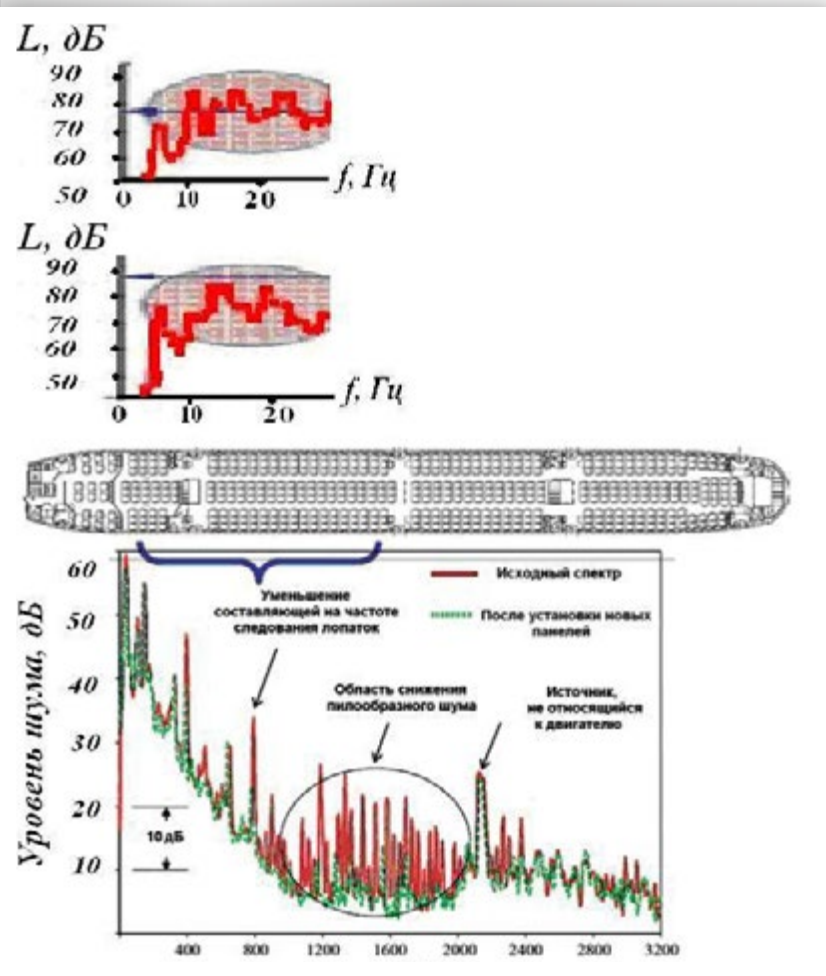 L, дБ
90
80
70
60
50
0 10 20 f, Гц
L, дБ
90
80
70
60
50
0 10 20 f, Гц
Уровень шума, дБ
60
50
40
30
20
10
10 дБ
Уменьшение
составляющей на частоте
следования лопаток
Исходный спектр
После установки новых
панелей
Область снижения
пилообразного шума
Источник,
не относящийся
к двигателю
400 800 1200 1600 2000 2400 2800 3200